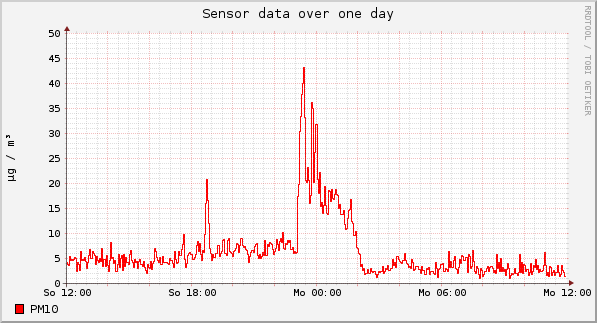 Sensor data over one day
RRDTOOL / TOBI OETIKER
µg / m³
50
45
40
35
30
25
20
15
10
5
0
So 12:00 So 18:00 Mo 00:00 Mo 06:00 Mo 12:00
PM10